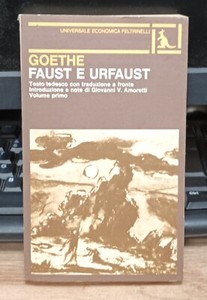 UNIVERSALE ECONOMICA FELTRINELLI
GOETHE
FAUST E URFAUST
Testo tedesco con traduzione a fronte
Introduzione e note di Giovanni V. Amoretti
Volume primo